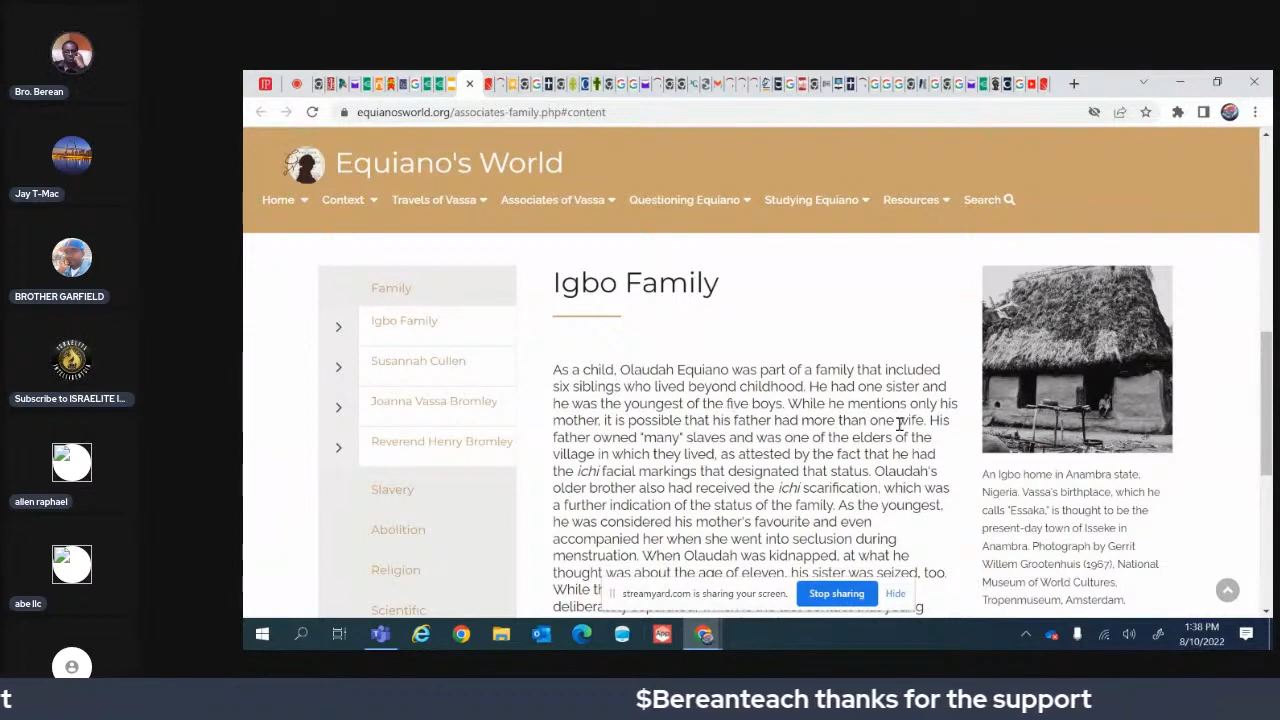 Bro. Berean
Jay T-Mac
BROTHER GARFIELD
Subscribe to ISRAELITE I...
allen raphael
abe llc
equianosworld.org/associates-family.php#content
Equiano's World
Home Context Travels of Vassa Associates of Vassa Questioning Equiano Studying Equiano Resources Search
Family
Igbo Family
Susannah Cullen
Joanna Vassa Bromley
Reverend Henry Bromley
Slavery
Abolition
Religion
Scientific
Igbo Family
As a child, Olaudah Equiano was part of a family that included
six siblings who lived beyond childhood. He had one sister and
he was the youngest of the five boys. While he mentions only his
mother, it is possible that his father had more than one wife. His
father owned "many" slaves and was one of the elders of the
village in which they lived, as attested by the fact that he had
the ichi facial markings that designated that status. Olaudah's
older brother also had received the ichi scarification, which was
a further indication of the status of the family. As the youngest,
he was considered his mother's favourite and even
accompanied her when she went into seclusion during
menstruation. When Olaudah was kidnapped, at what he
thought was about the age of eleven, his sister was seized, too.
An Igbo home in Anambra state,
Nigeria. Vassa's birthplace, which he
calls "Essaka," is thought to be the
present-day town of Isseke in
Anambra. Photograph by Gerrit
Willem Grootenhuis (1967), National
Museum of World Cultures,
Tropenmuseum, Amsterdam.
streamyard.com is sharing your screen. Stop sharing Hide
App
1:38 PM
8/10/2022
t $Bereanteach thanks for the support